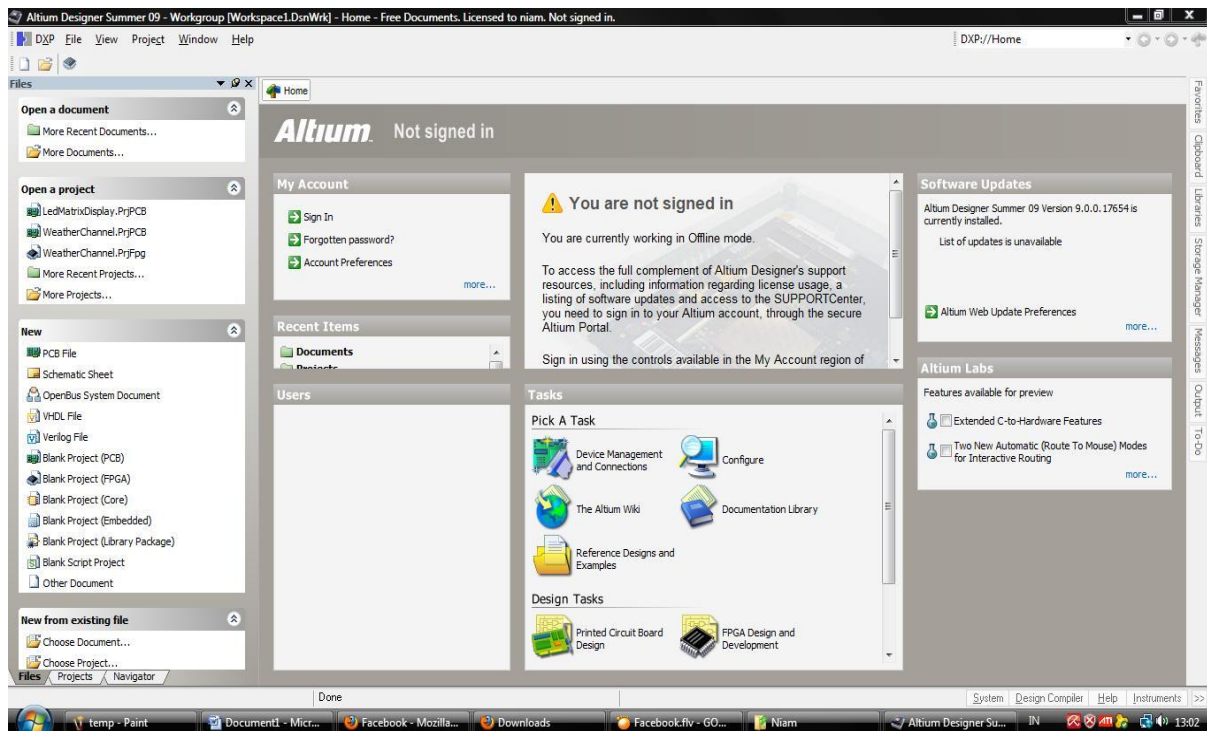 Altium Designer Summer 09 - Workgroup [Workspace1.DsnWrk] - Home - Free Documents. Licensed to niam. Not signed in.
DXP File View Project Window Help
DXP://Home
Files
Home
Open a document
More Recent Documents...
More Documents...
Open a project
LedMatrixDisplay.PrjPCB
WeatherChannel.PrjPCB
WeatherChannel.PrjFpg
More Recent Projects...
More Projects...
New
PCB File
Schematic Sheet
OpenBus System Document
VHDL File
Verilog File
Blank Project (PCB)
Blank Project (FPGA)
Blank Project (Core)
Blank Project (Embedded)
Blank Project (Library Package)
Blank Script Project
Other Document
New from existing file
Choose Document...
Choose Project...
Files Projects Navigator
Altium. Not signed in
My Account
Sign In
Forgotten password?
Account Preferences
more...
Recent Items
Documents
Projects
Users
You are not signed in
You are currently working in Offline mode.
To access the full complement of Altium Designer's support
resources, including information regarding license usage, a
listing of software updates and access to the SUPPORTCenter,
you need to sign in to your Altium account, through the secure
Altium Portal.
Sign in using the controls available in the My Account region of
Tasks
Pick A Task
Device Management
and Connections
Configure
The Altium Wiki
Documentation Library
Reference Designs and
Examples
Design Tasks
Printed Circuit Board
Design
FPGA Design and
Development
Software Updates
Altium Designer Summer 09 Version 9.0.0.17654 is
currently installed.
List of updates is unavailable
Altium Web Update Preferences
more...
Altium Labs
Features available for preview
Extended C-to-Hardware Features
Two New Automatic (Route To Mouse) Modes
for Interactive Routing
more...
Favorites
Clipboard
Libraries
Storage Manager
Messages
Output
To-Do
Done
System Design Compiler Help Instruments >>
temp - Paint
Document1 - Micr...
Facebook - Mozilla...
Downloads
Facebook.flv - GO...
Niam
Altium Designer Su...
IN
13:02